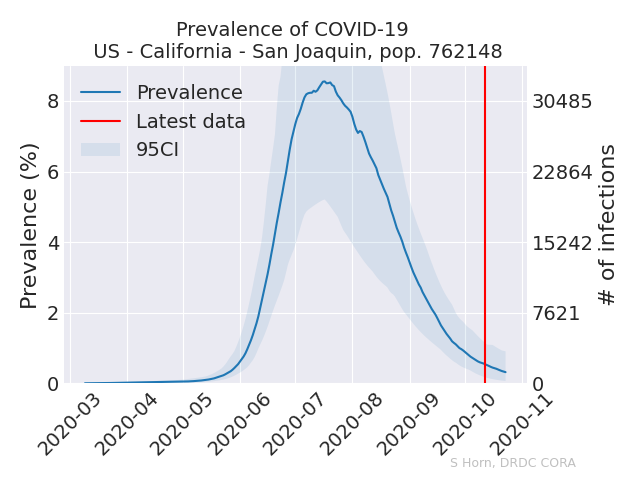 Prevalence of COVID-19
US - California - San Joaquin, pop. 762148
Prevalence
Latest data
95CI
Prevalence (%)
8
6
4
2
0
30485
22864
15242
7621
0
# of infections
2020-03
2020-04
2020-05
2020-06
2020-07
2020-08
2020-09
2020-10
2020-11
S Horn, DRDC CORA